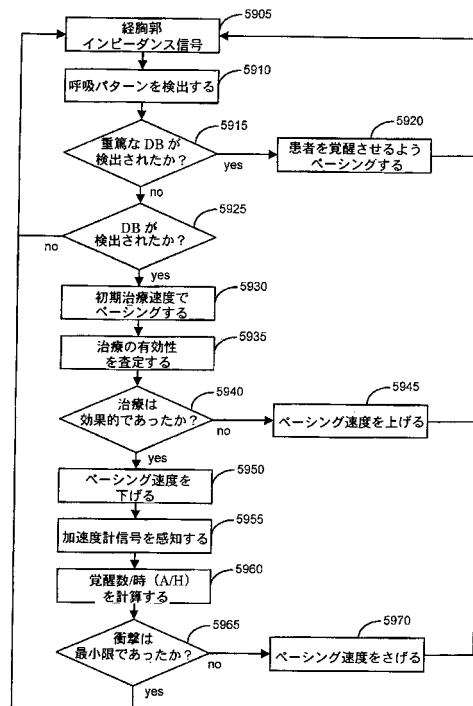 5905
経胸郭
インピーダンス信号
5910
呼吸パターンを検出する
5915
重篤な DB が
検出されたか?
yes
5920
患者を覚醒させるよう
ペーシングする
no
5925
DB が
検出されたか?
no
yes
5930
初期治療速度で
ペーシングする
5935
治療の有効性
を査定する
5940
治療は
効果的であったか?
no
5945
ペーシング速度を上げる
yes
5950
ペーシング速度を
下げる
5955
加速度計信号を感知する
5960
覚醒数/時(A/H)
を計算する
5965
衝撃は
最小限であったか?
no
5970
ペーシング速度をさげる
yes